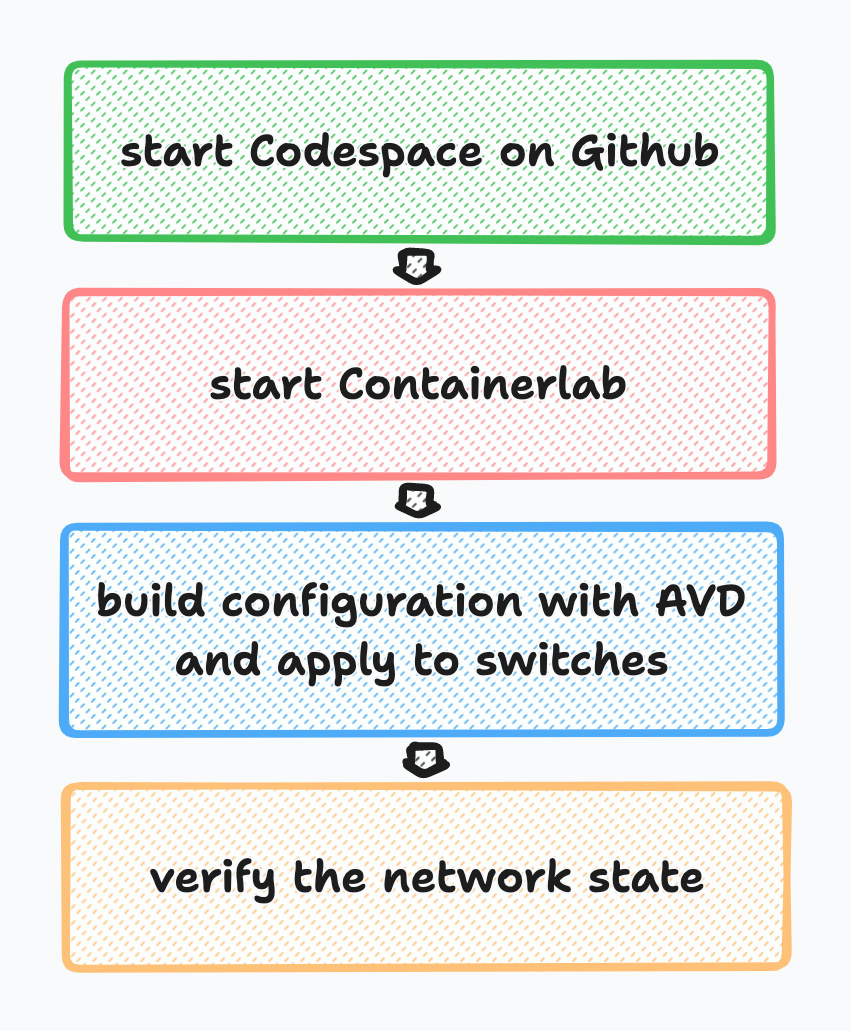 start Codespace on Github
start Containerlab
build configuration with AVD
and apply to switches
verify the network state